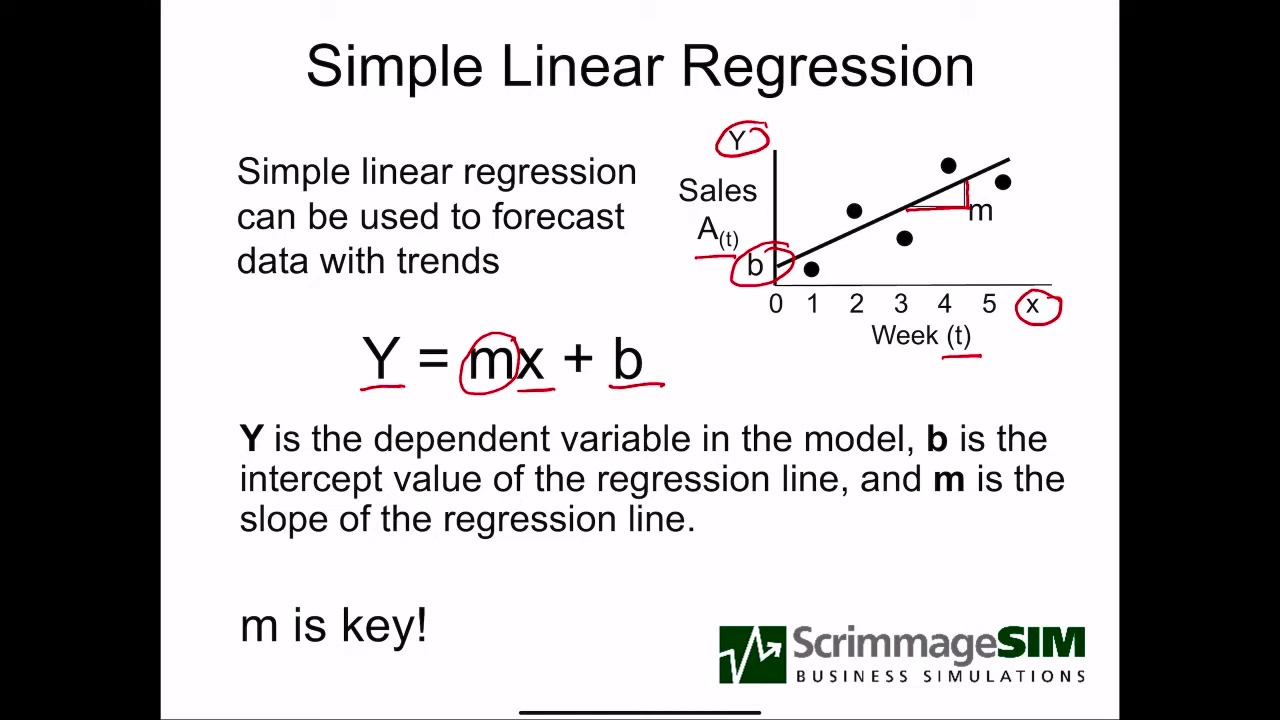 Simple Linear Regression
Simple linear regression
can be used to forecast
data with trends
Y
Sales
A(t)
b
m
0 1 2 3 4 5 x
Week (t)
Y = mx + b
Y is the dependent variable in the model, b is the
intercept value of the regression line, and m is the
slope of the regression line.
m is key!
ScrimmageSIM
BUSINESS SIMULATIONS